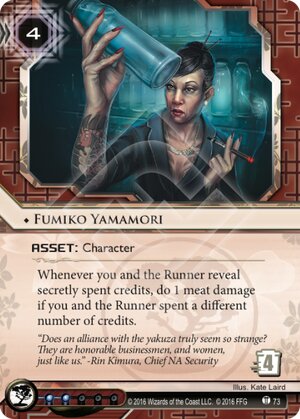 4
♦ FUMIKO YAMAMORI
ASSET: Character
Whenever you and the Runner reveal
secretly spent credits, do 1 meat damage
if you and the Runner spent a different
number of credits.
"Does an alliance with the yakuza truly seem so strange?
They are honorable businessmen, and women,
just like us." -Rin Kimura, Chief NA Security
4
Illus. Kate Laird
© 2016 Wizards of the Coast LLC. © 2016 FFG
73